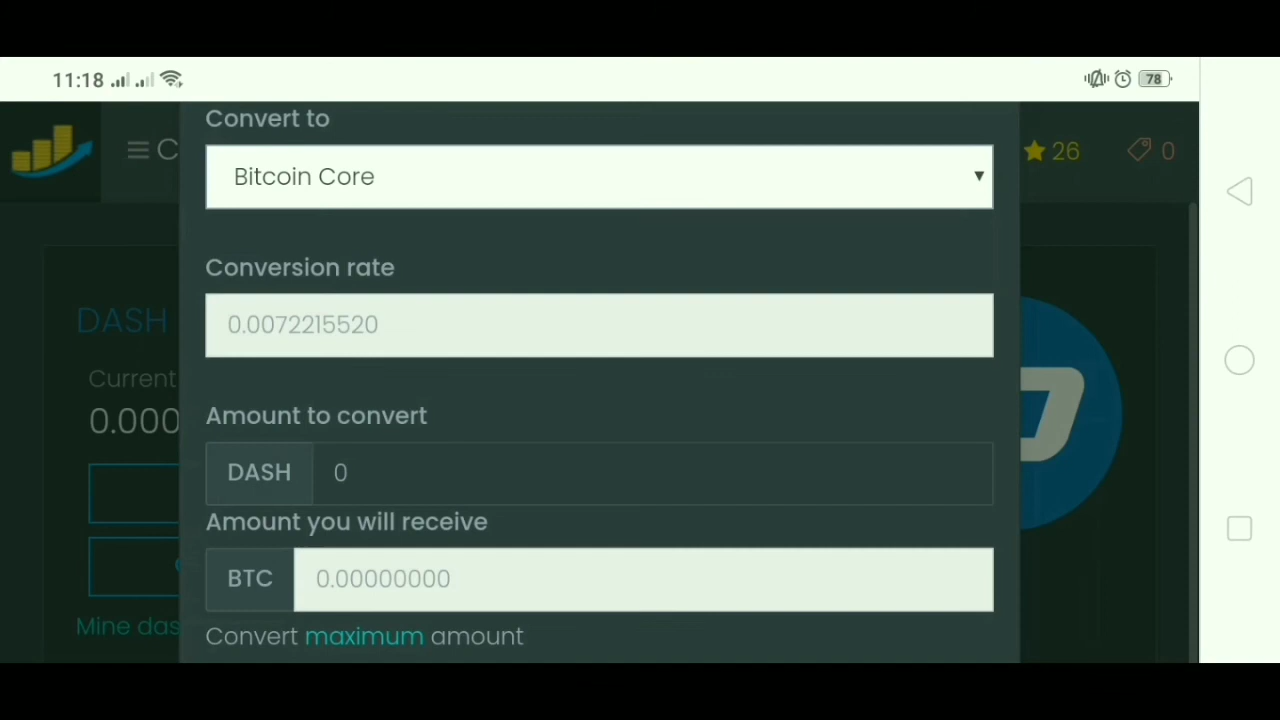 11:18
78
Convert to
C
26
0
Bitcoin Core
Conversion rate
DASH
0.0072215520
Current
0.000
Amount to convert
DASH 0
Amount you will receive
BTC 0.00000000
Mine das
Convert maximum amount